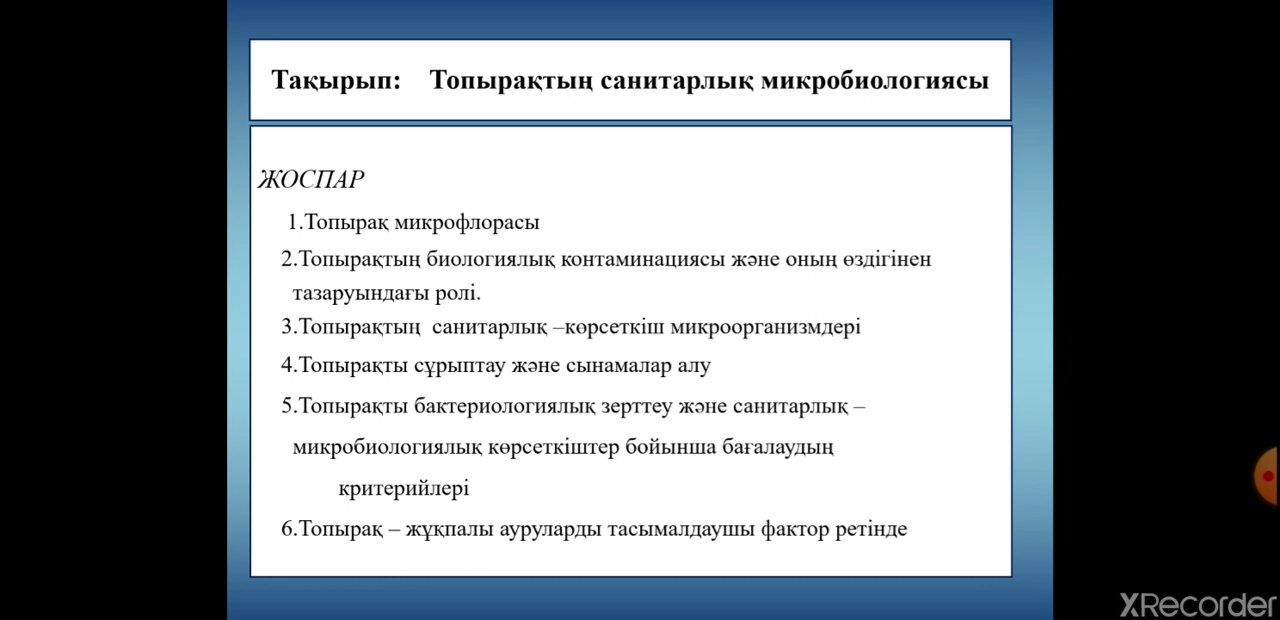 Тақырып: Топырақтың санитарлық микробиологиясы
ЖОСПАР
1.Топырақ микрофлорасы
2.Топырақтың биологиялық контаминациясы және оның өздігінен
тазаруындағы ролі.
3.Топырақтың санитарлық –көрсеткіш микроорганизмдері
4.Топырақты сұрыптау және сынамалар алу
5.Топырақты бактериологиялық зерттеу және санитарлық –
микробиологиялық көрсеткіштер бойынша бағалаудың
критерийлері
6.Топырақ – жұқпалы ауруларды тасымалдаушы фактор ретінде
XRecorder